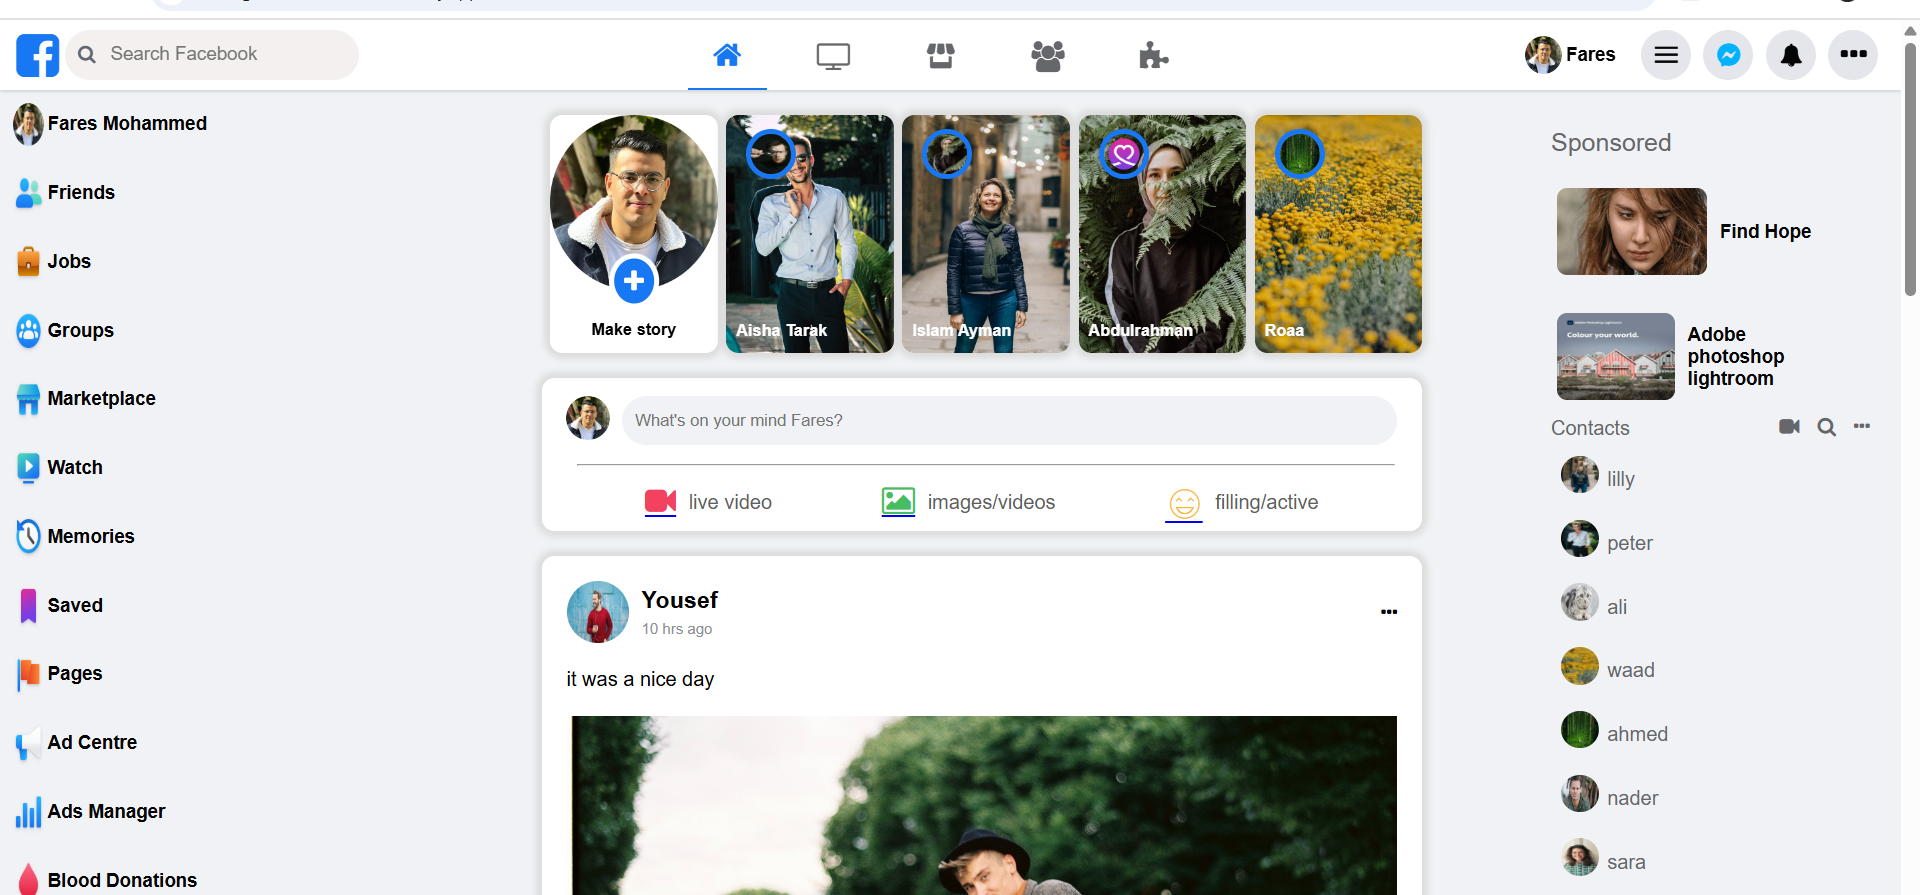 Search Facebook
Fares
Fares Mohammed
Friends
Jobs
Groups
Marketplace
Watch
Memories
Saved
Pages
Ad Centre
Ads Manager
Blood Donations
Make story
Aisha Tarak
Islam Ayman
Abdulrahman
Roaa
What's on your mind Fares?
live video
images/videos
filling/active
Yousef
10 hrs ago
it was a nice day
Sponsored
Find Hope
Colour your world.
Adobe
photoshop
lightroom
Contacts
lilly
peter
ali
waad
ahmed
nader
sara